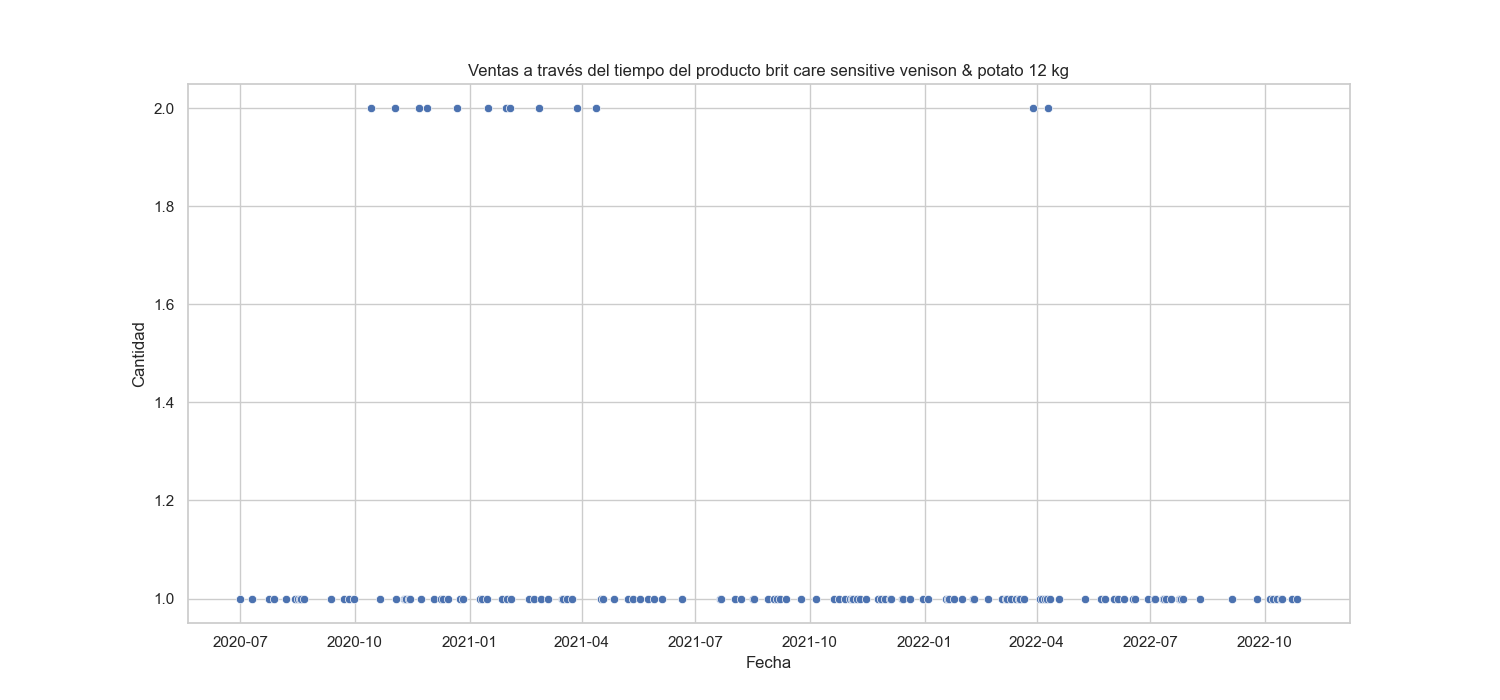 Ventas a través del tiempo del producto brit care sensitive venison & potato 12 kg
Cantidad
2.0
1.8
1.6
1.4
1.2
1.0
2020-07 2020-10 2021-01 2021-04 2021-07 2021-10 2022-01 2022-04 2022-07 2022-10
Fecha